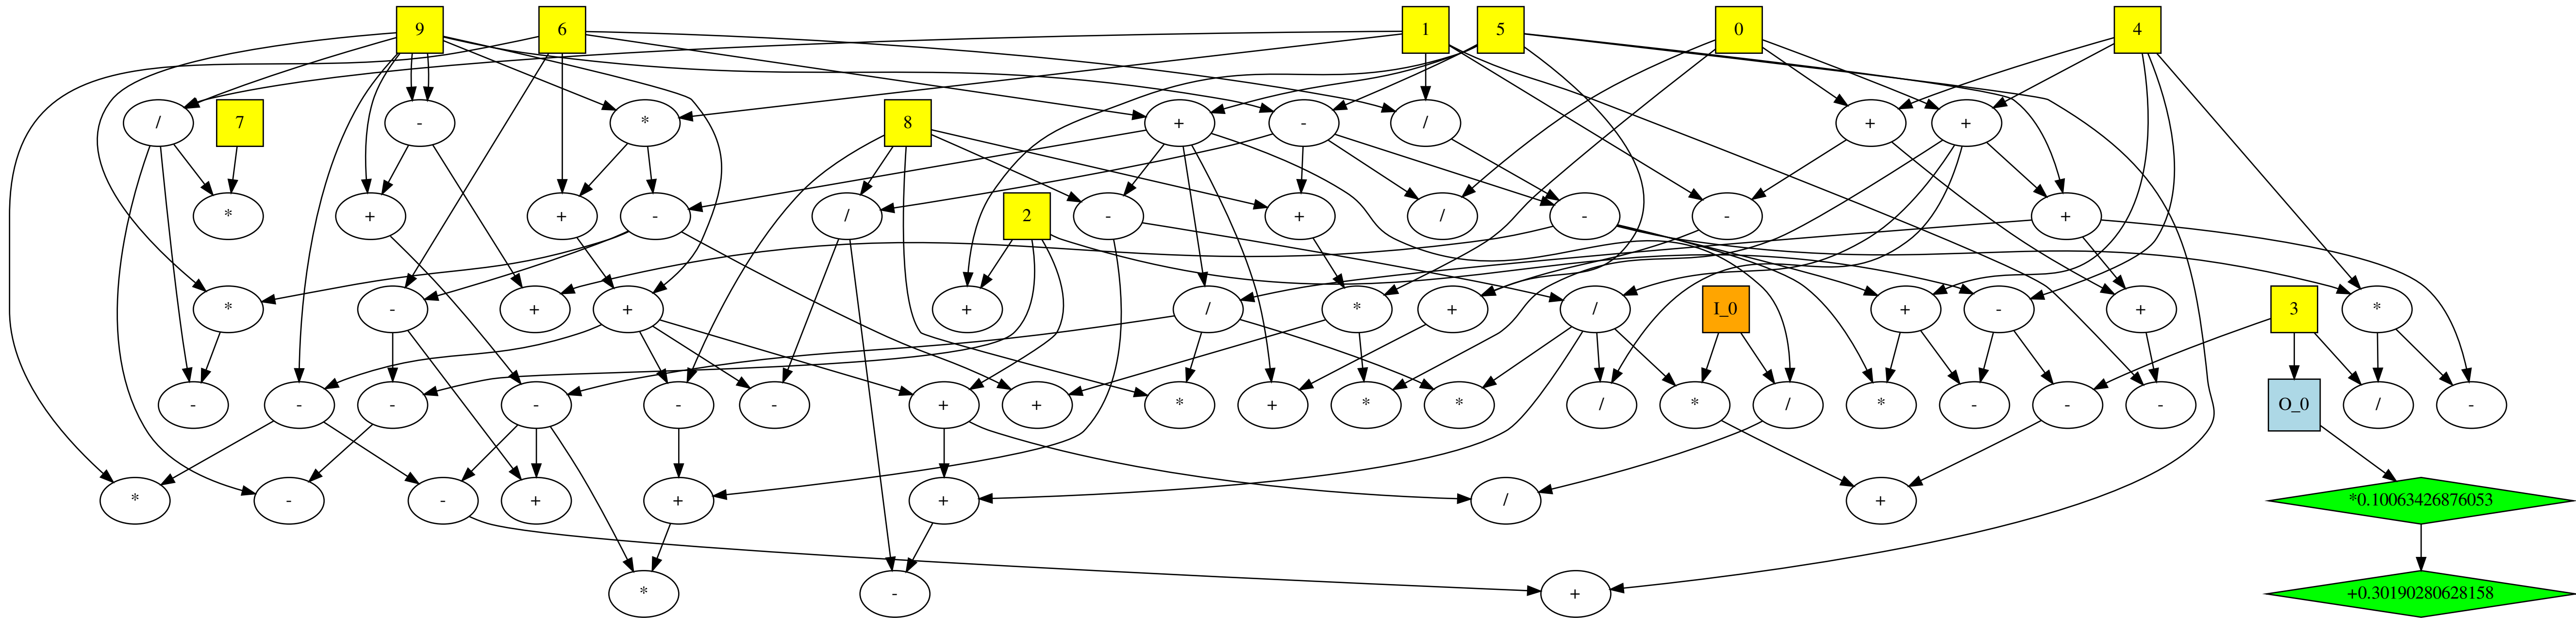 9 6 1 5 0 4
/ 7 - * 8 + - / + +
* + + - / 2 - + / - - +
* - + + + / * + / I_0 + - + 3 *
- - - - - - + + * + * * / * / * - - - O_0 / -
* - - + + + / + *0.10063426876053
* - + +0.30190280628158